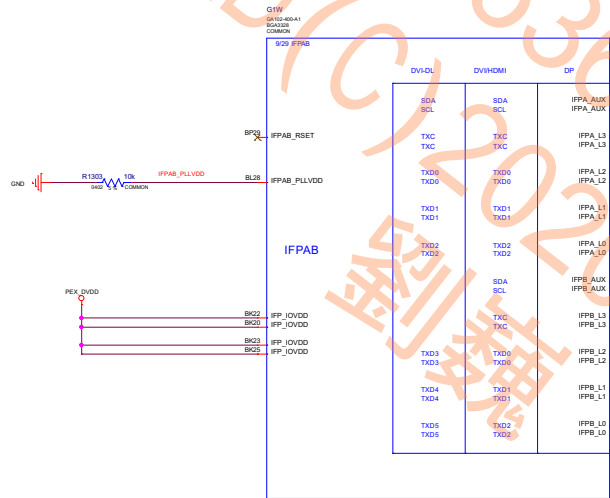 G1W
GA102-400-A1
BGA3328
COMMON
9/29 IFPAB
DVI-DL DVI/HDMI DP
SDA SDA IFPA_AUX
SCL SCL IFPA_AUX
BP29 IFPAB_RSET
TXC TXC IFPA_L3
TXC TXC IFPA_L3
GND R1303 10k IFPAB_PLLVDD BL28 IFPAB_PLLVDD
0402 5 % COMMON
TXD0 TXD0 IFPA_L2
TXD0 TXD0 IFPA_L2
TXD1 TXD1 IFPA_L1
TXD1 TXD1 IFPA_L1
IFPAB
TXD2 TXD2 IFPA_L0
TXD2 TXD2 IFPA_L0
SDA IFPB_AUX
SCL IFPB_AUX
PEX_DVDD
BK22 IFP_IOVDD
BK20 IFP_IOVDD
BK23 IFP_IOVDD
BK25 IFP_IOVDD
TXC IFPB_L3
TXC IFPB_L3
TXD3 TXD0 IFPB_L2
TXD3 TXD0 IFPB_L2
TXD4 TXD1 IFPB_L1
TXD4 TXD1 IFPB_L1
TXD5 TXD2 IFPB_L0
TXD5 TXD2 IFPB_L0
(C)2020
劉巍